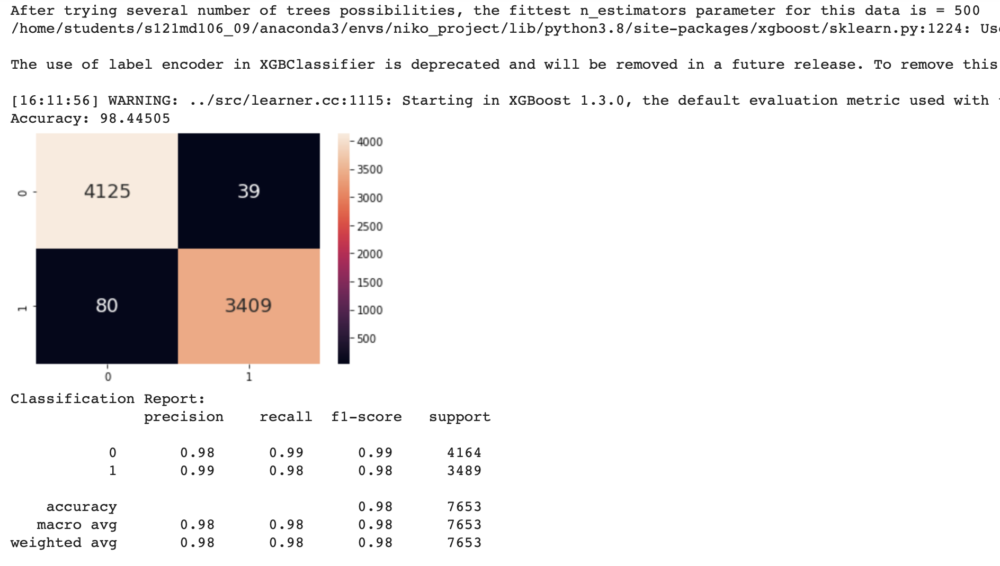 After trying several number of trees possibilities, the fittest n_estimators parameter for this data is = 500
/home/students/s121md106_09/anaconda3/envs/niko_project/lib/python3.8/site-packages/xgboost/sklearn.py:1224:
The use of label encoder in XGBClassifier is deprecated and will be removed in a future release. To remove this
[16:11:56] WARNING: ../src/learner.cc:1115: Starting in XGBoost 1.3.0, the default evaluation metric used with
Accuracy: 98.44505
4000
4125 39
0
3500
3000
2500
2000
1500
80 3409
1
1000
500
0 1
Classification Report:
precision recall f1-score support
0 0.98 0.99 0.99 4164
1 0.99 0.98 0.98 3489
accuracy 0.98 7653
macro avg 0.98 0.98 0.98 7653
weighted avg 0.98 0.98 0.98 7653